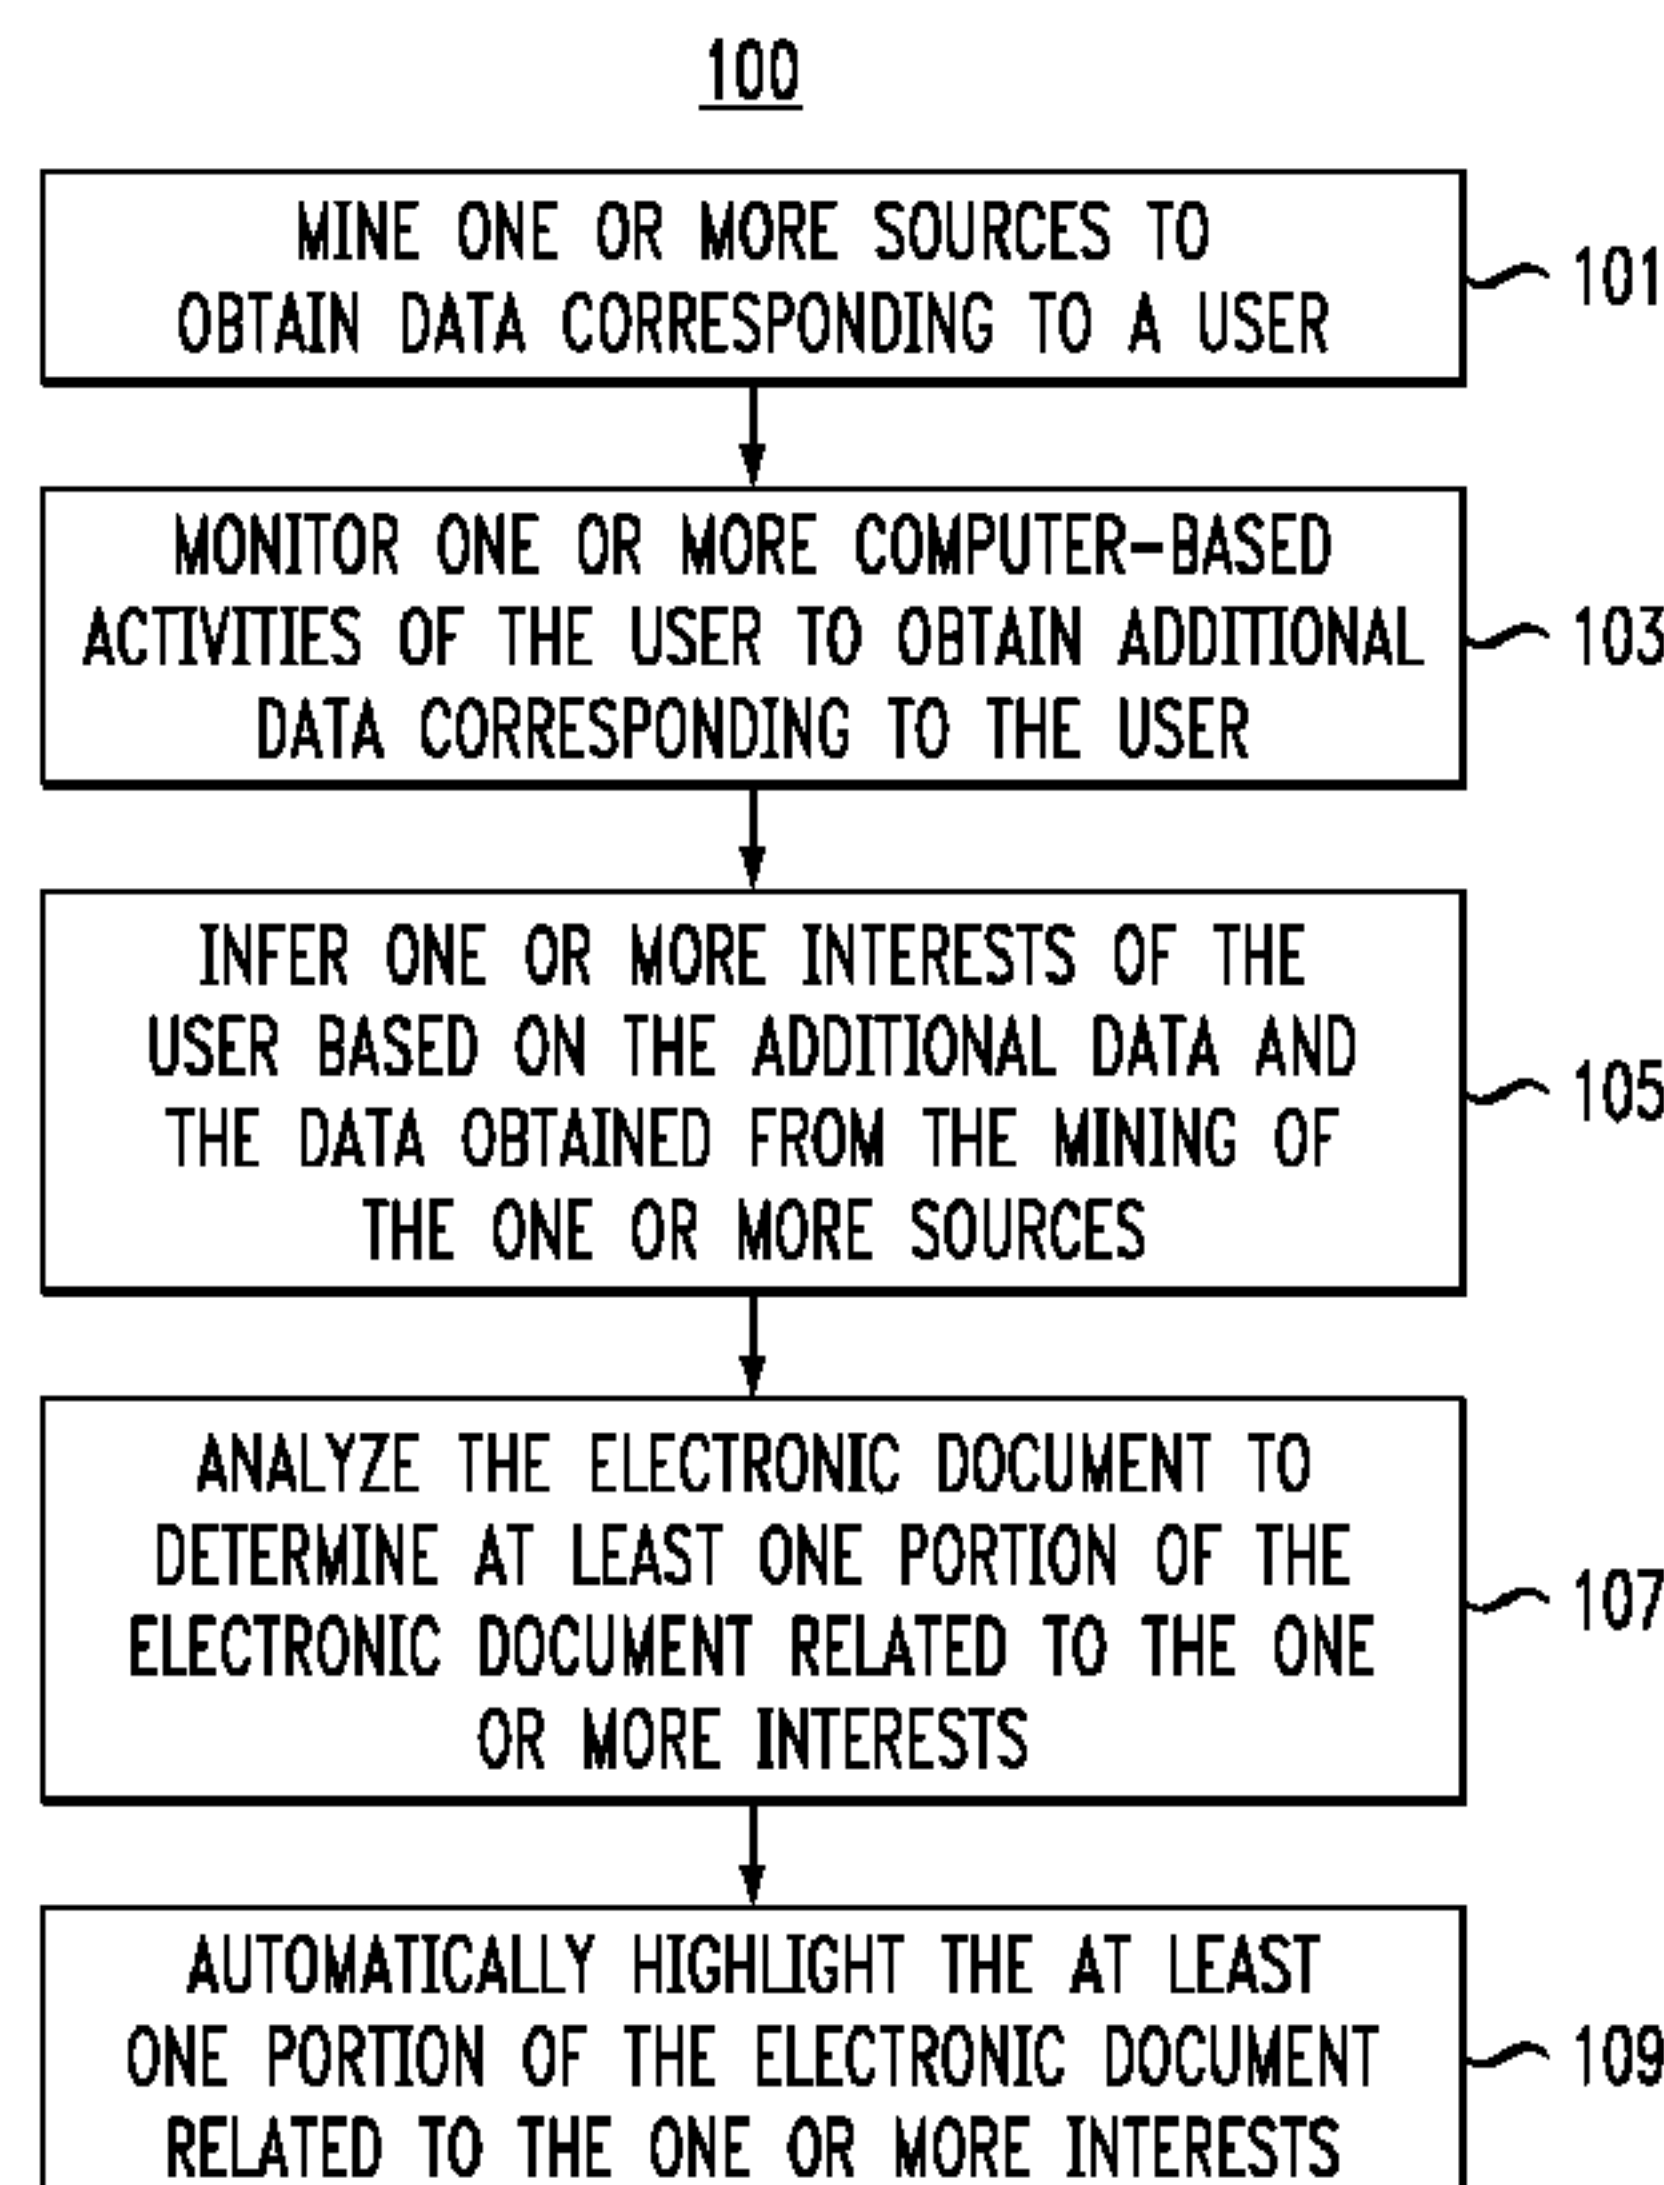 100
MINE ONE OR MORE SOURCES TO
OBTAIN DATA CORRESPONDING TO A USER
101
MONITOR ONE OR MORE COMPUTER-BASED
ACTIVITIES OF THE USER TO OBTAIN ADDITIONAL
DATA CORRESPONDING TO THE USER
103
INFER ONE OR MORE INTERESTS OF THE
USER BASED ON THE ADDITIONAL DATA AND
THE DATA OBTAINED FROM THE MINING OF
THE ONE OR MORE SOURCES
105
ANALYZE THE ELECTRONIC DOCUMENT TO
DETERMINE AT LEAST ONE PORTION OF THE
ELECTRONIC DOCUMENT RELATED TO THE ONE
OR MORE INTERESTS
107
AUTOMATICALLY HIGHLIGHT THE AT LEAST
ONE PORTION OF THE ELECTRONIC DOCUMENT
RELATED TO THE ONE OR MORE INTERESTS
109